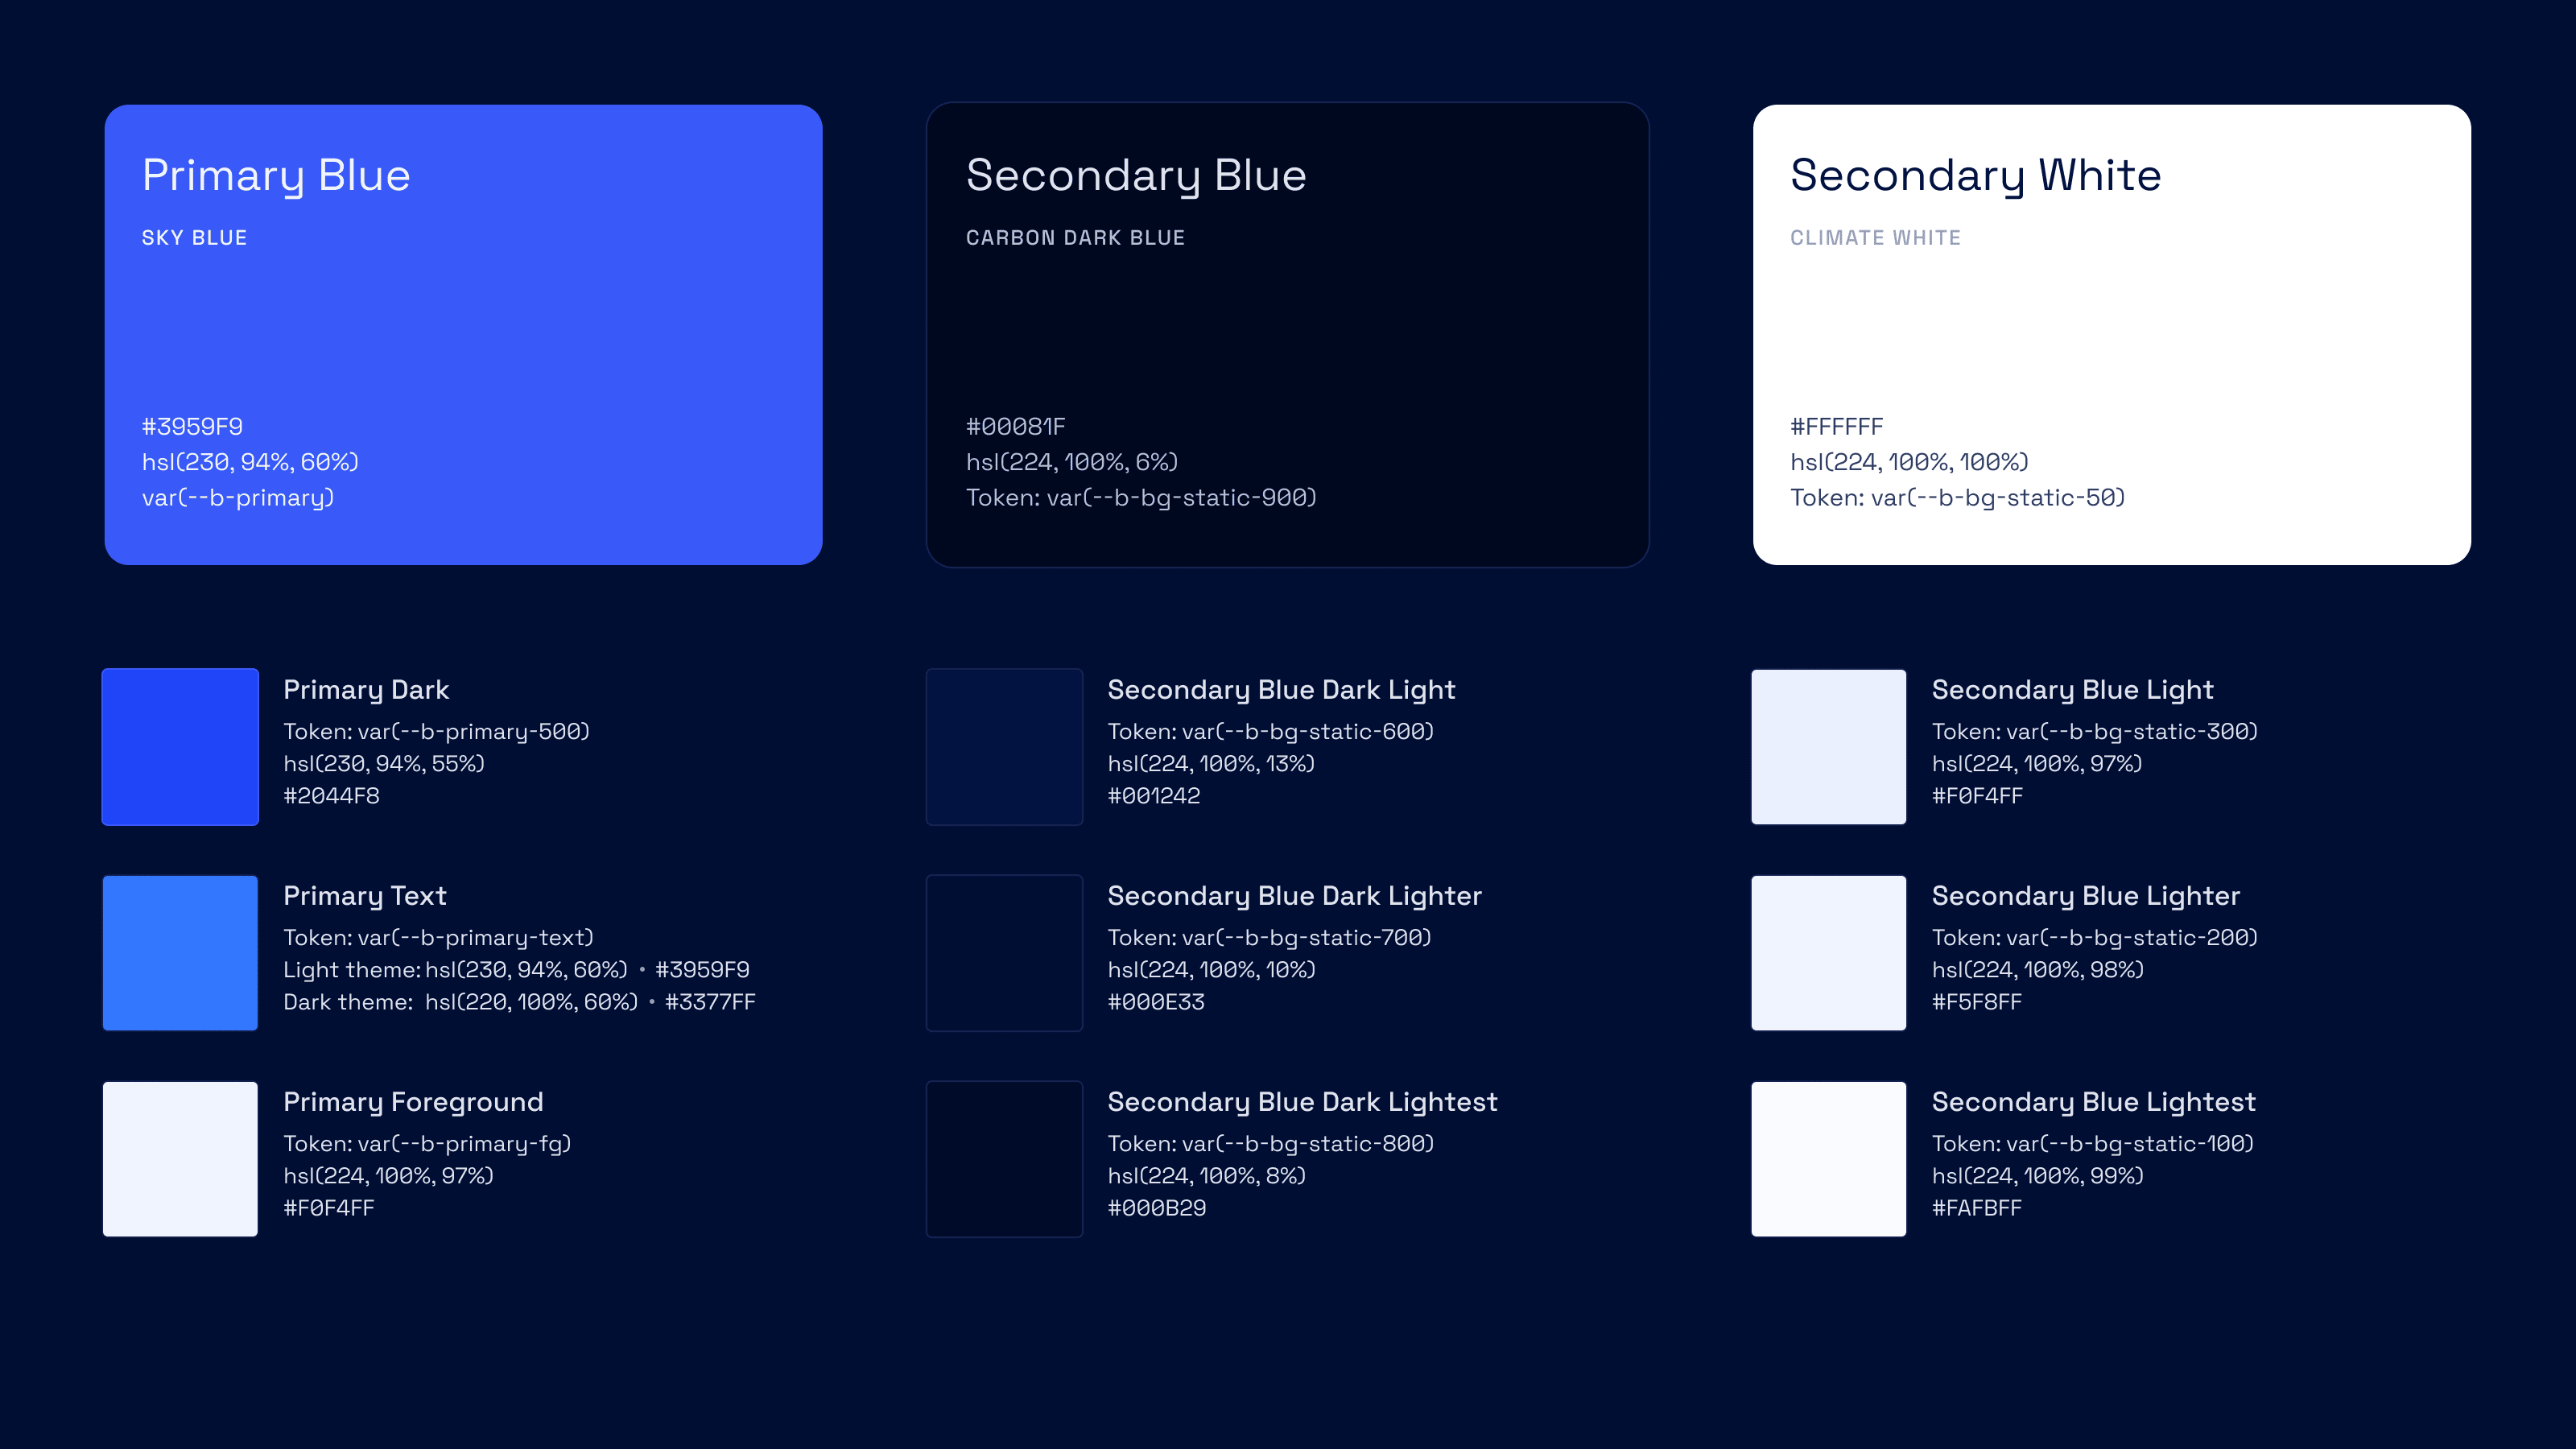 Primary Blue
SKY BLUE
#3959F9
hsl(230, 94%, 60%)
var(--b-primary)
Secondary Blue
CARBON DARK BLUE
#00081F
hsl(224, 100%, 6%)
Token: var(--b-bg-static-900)
Secondary White
CLIMATE WHITE
#FFFFFF
hsl(224, 100%, 100%)
Token: var(--b-bg-static-50)
Primary Dark
Token: var(--b-primary-500)
hsl(230, 94%, 55%)
#2044F8
Primary Text
Token: var(--b-primary-text)
Light theme: hsl(230, 94%, 60%) • #3959F9
Dark theme: hsl(220, 100%, 60%) • #3377FF
Primary Foreground
Token: var(--b-primary-fg)
hsl(224, 100%, 97%)
#F0F4FF
Secondary Blue Dark Light
Token: var(--b-bg-static-600)
hsl(224, 100%, 13%)
#001242
Secondary Blue Dark Lighter
Token: var(--b-bg-static-700)
hsl(224, 100%, 10%)
#000E33
Secondary Blue Dark Lightest
Token: var(--b-bg-static-800)
hsl(224, 100%, 8%)
#000B29
Secondary Blue Light
Token: var(--b-bg-static-300)
hsl(224, 100%, 97%)
#F0F4FF
Secondary Blue Lighter
Token: var(--b-bg-static-200)
hsl(224, 100%, 98%)
#F5F8FF
Secondary Blue Lightest
Token: var(--b-bg-static-100)
hsl(224, 100%, 99%)
#FAFBFF